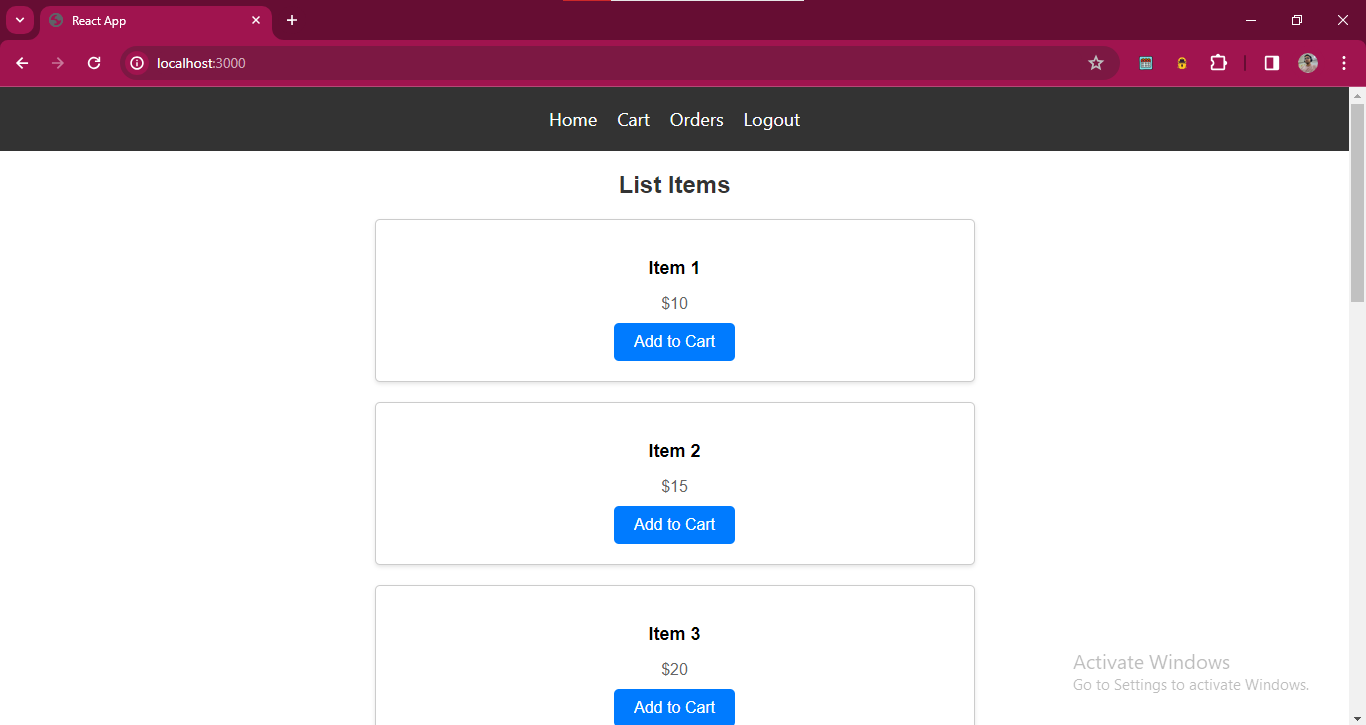 React App
localhost:3000
Home Cart Orders Logout
List Items
Item 1
$10
Add to Cart
Item 2
$15
Add to Cart
Item 3
$20
Add to Cart
Activate Windows
Go to Settings to activate Windows.